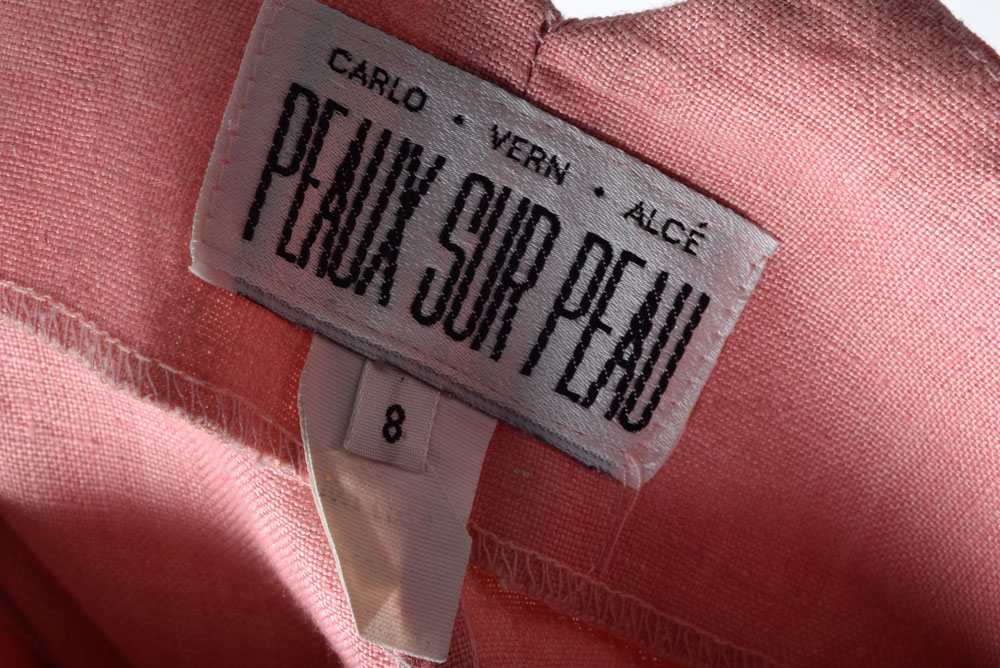 CARLO • VERN • ALCÉ
PEAUX SUR PEAU
8